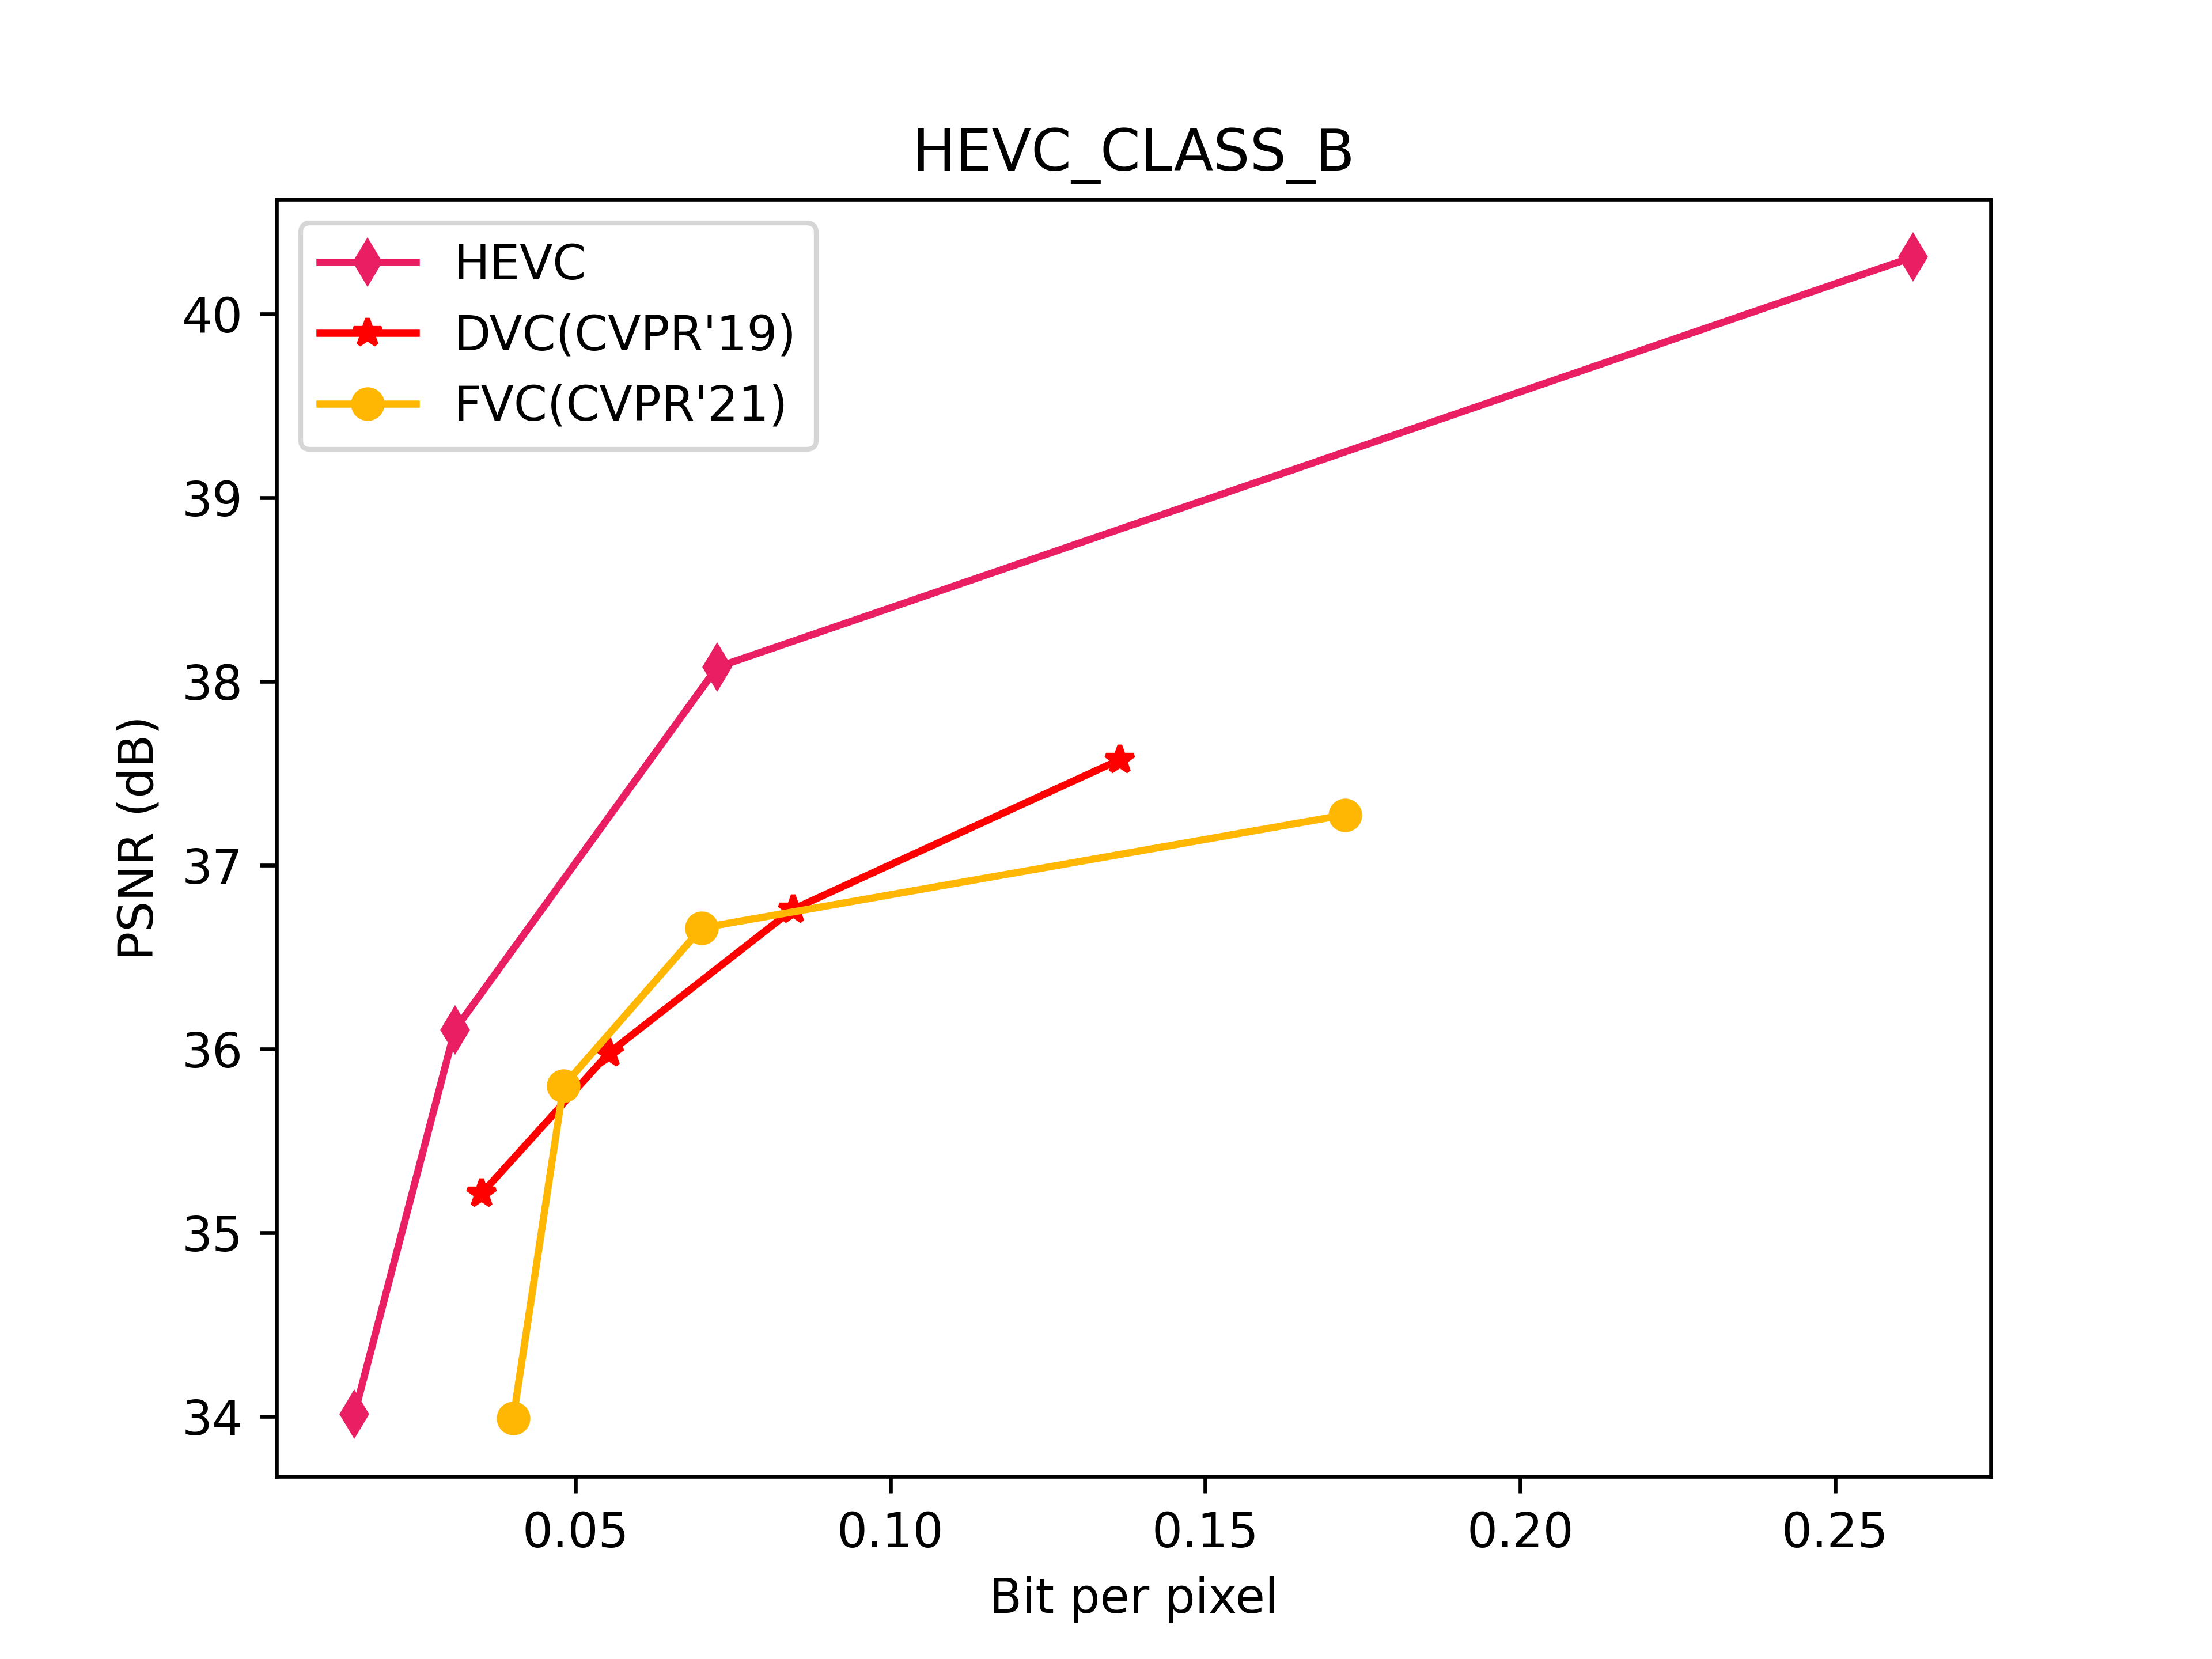 HEVC_CLASS_B
HEVC
DVC(CVPR'19)
FVC(CVPR'21)
40
39
38
37
36
35
34
PSNR (dB)
0.05 0.10 0.15 0.20 0.25
Bit per pixel